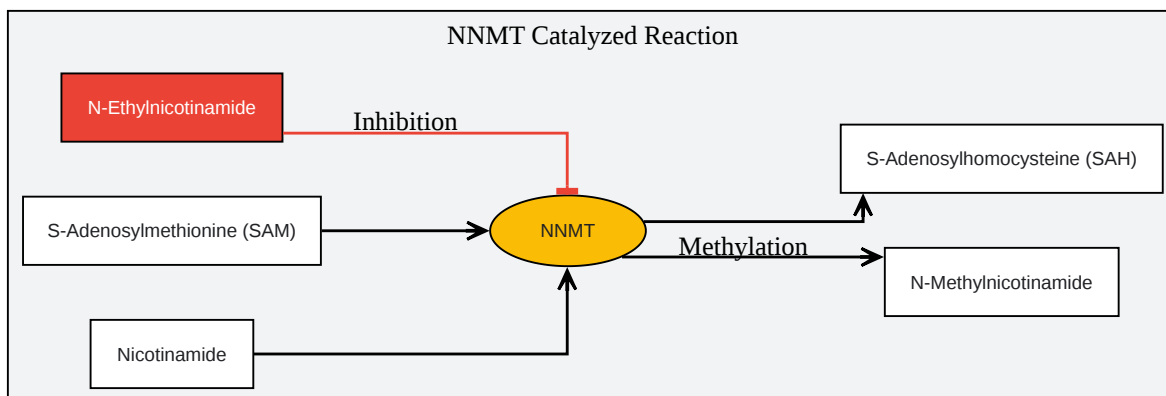 NNMT Catalyzed Reaction
N-Ethylnicotinamide
Inhibition
S-Adenosylhomocysteine (SAH)
S-Adenosylmethionine (SAM)
NNMT
Methylation
N-Methylnicotinamide
Nicotinamide